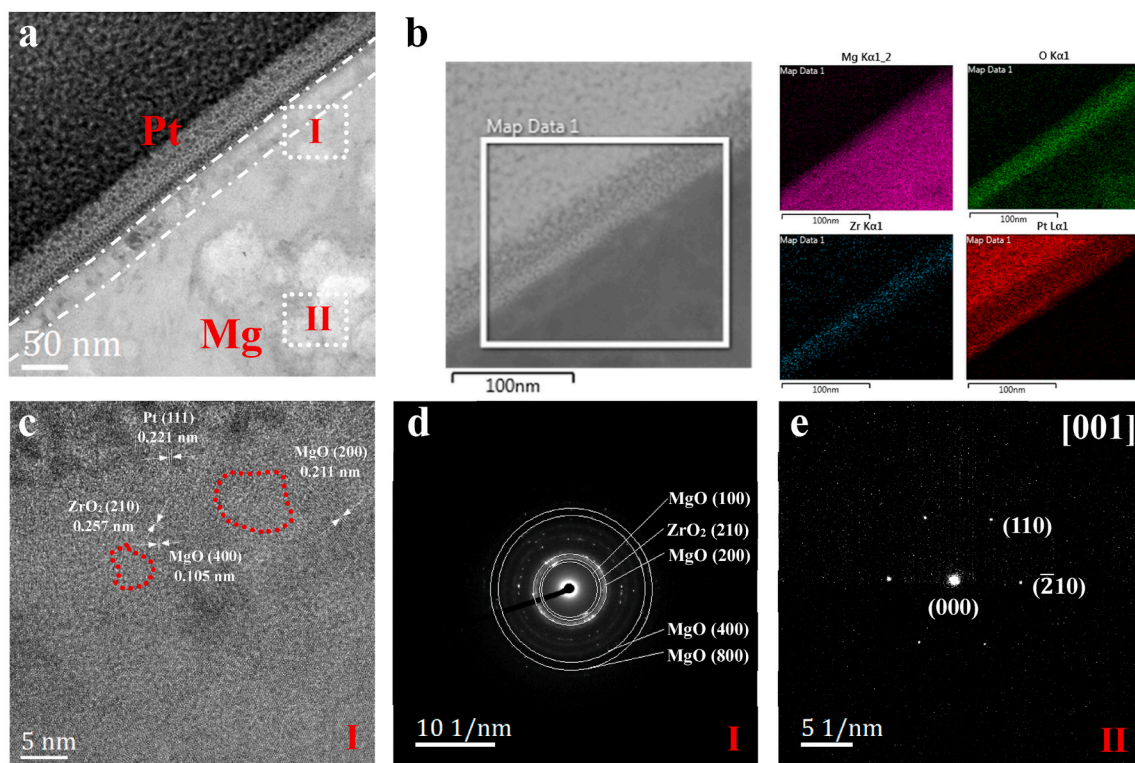 a
Pt
I
II
Mg
50 nm
b
Map Data 1
100nm
Mg Kα1_2
Map Data 1
100nm
O Kα1
Map Data 1
100nm
Zr Kα1
Map Data 1
100nm
Pt Lα1
Map Data 1
100nm
c
Pt (111)
0.221 nm
MgO (200)
0.211 nm
ZrO₂ (210)
0.257 nm
MgO (400)
0.105 nm
5 nm
I
d
MgO (100)
ZrO₂ (210)
MgO (200)
MgO (400)
MgO (800)
10 1/nm
I
e
[001]
(110)
(2̅10)
(000)
5 1/nm
II